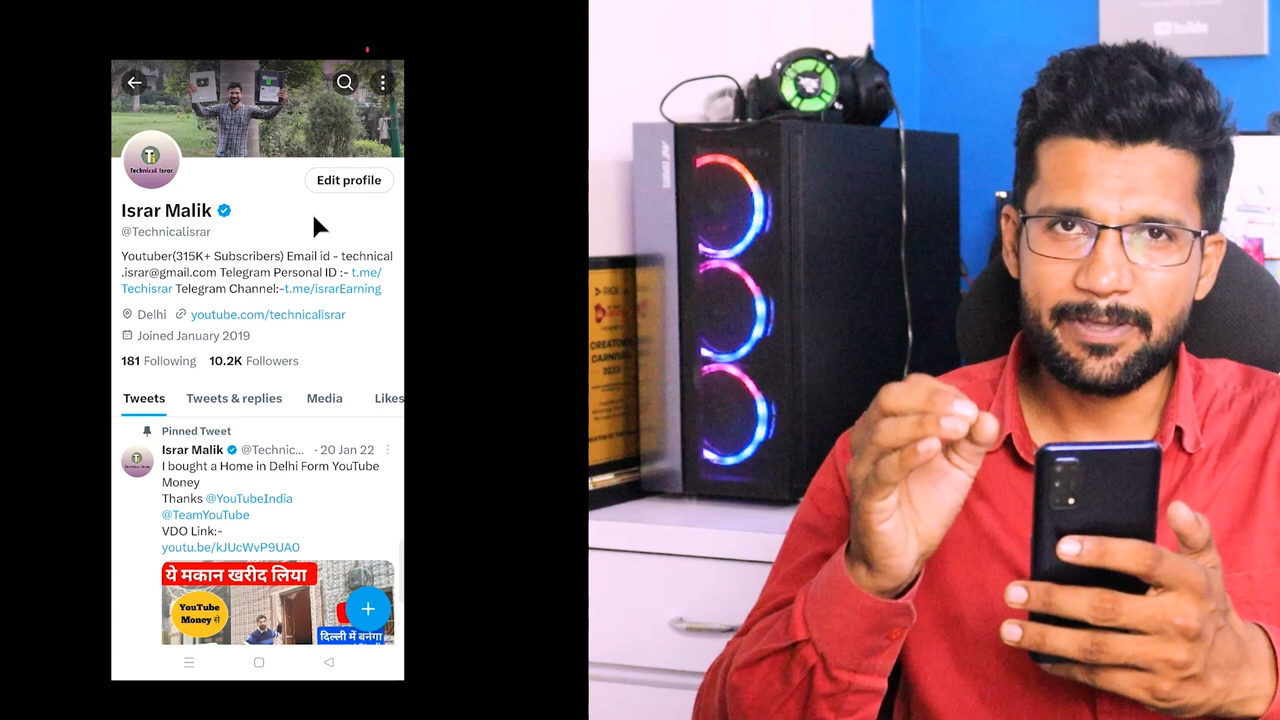 Technical Israr
Edit profile
Israr Malik
@Technicalisrar
Youtuber(315K+ Subscribers) Email id - technical
.israr@gmail.com Telegram Personal ID :- t.me/
Techisrar Telegram Channel:-t.me/israrEarning
Delhi youtube.com/technicalisrar
Joined January 2019
181 Following 10.2K Followers
Tweets Tweets & replies Media Likes
Pinned Tweet
Israr Malik @Technic... · 20 Jan 22
I bought a Home in Delhi Form YouTube
Money
Thanks @YouTubeIndia
@TeamYouTube
VDO Link:-
youtu.be/kJUcWvP9UA0
ये मकान खरीद लिया
YouTube
Money से
दिल्ली में बनेगा
YouTube
CREATOR
CARNIVAL
2023